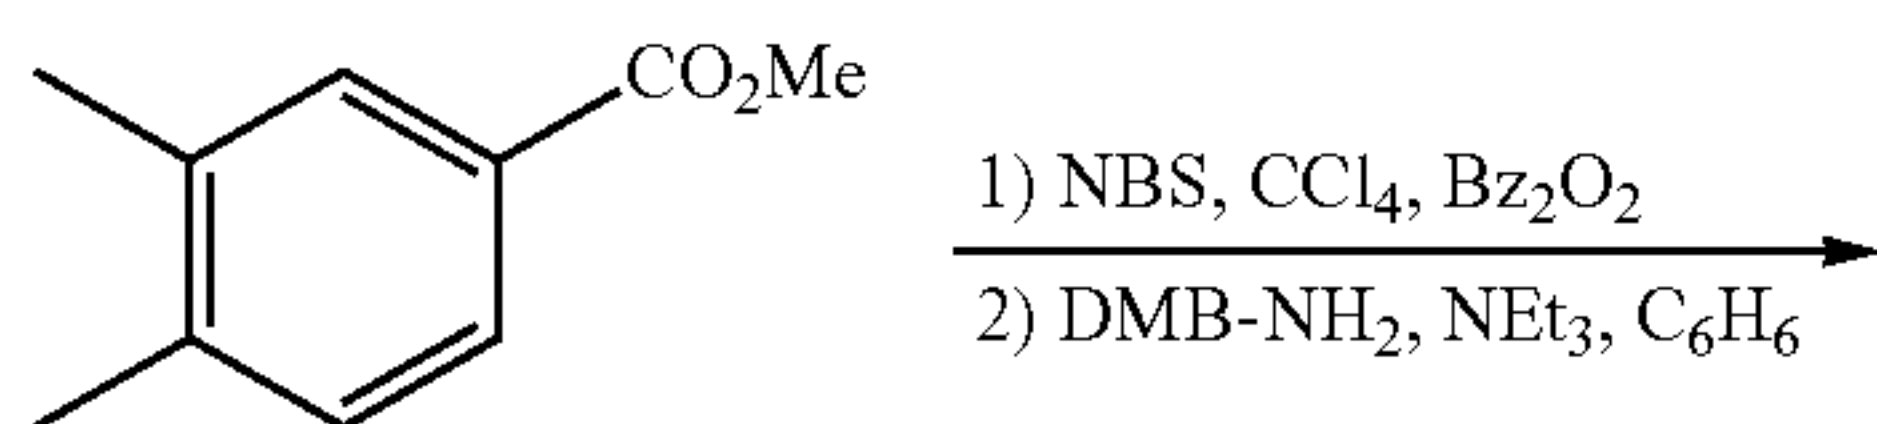 CO₂Me
1) NBS, CCl₄, Bz₂O₂
2) DMB-NH₂, NEt₃, C₆H₆